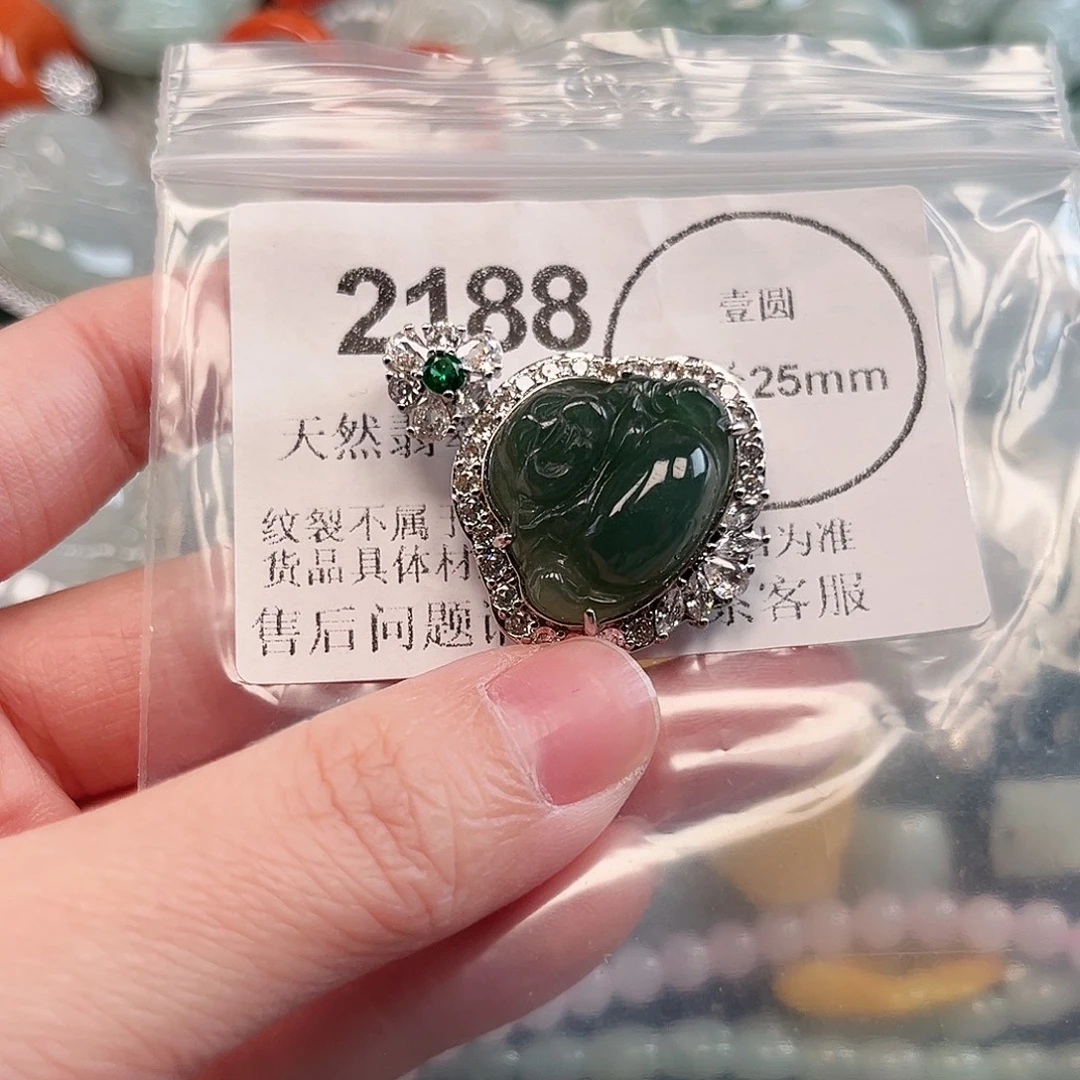 2188
壹圆
25mm
天然翡
纹裂不属
为准
货品具体材
售后问题
客服